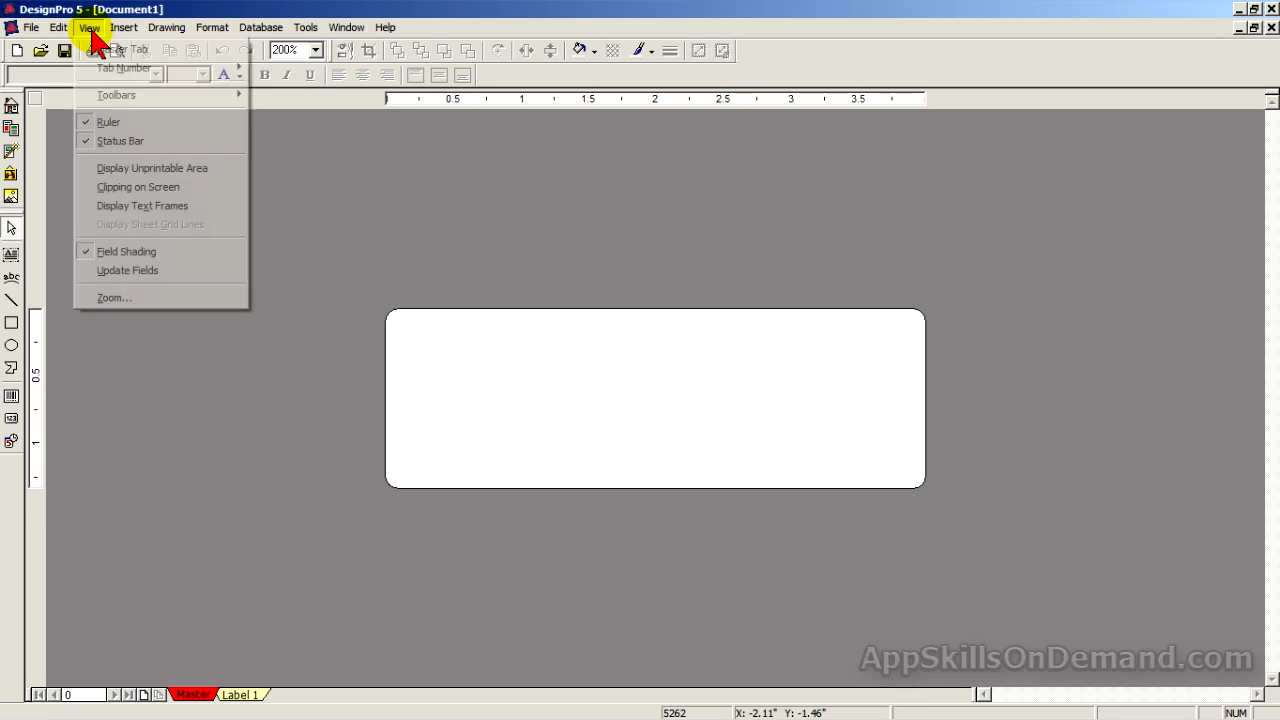 DesignPro 5 - [Document1]
File Edit View Insert Drawing Format Database Tools Window Help
Tab
200%
Tab Number
A B I U
Toolbars
0.5 1 1.5 2 2.5 3 3.5
Ruler
Status Bar
Display Unprintable Area
Clipping on Screen
Display Text Frames
Display Sheet Grid Lines
Field Shading
Update Fields
Zoom...
abc
0.5
1
123
AppSkillsOnDemand.com
0 Master Label 1
5262 X: -2.11" Y: -1.46" NUM